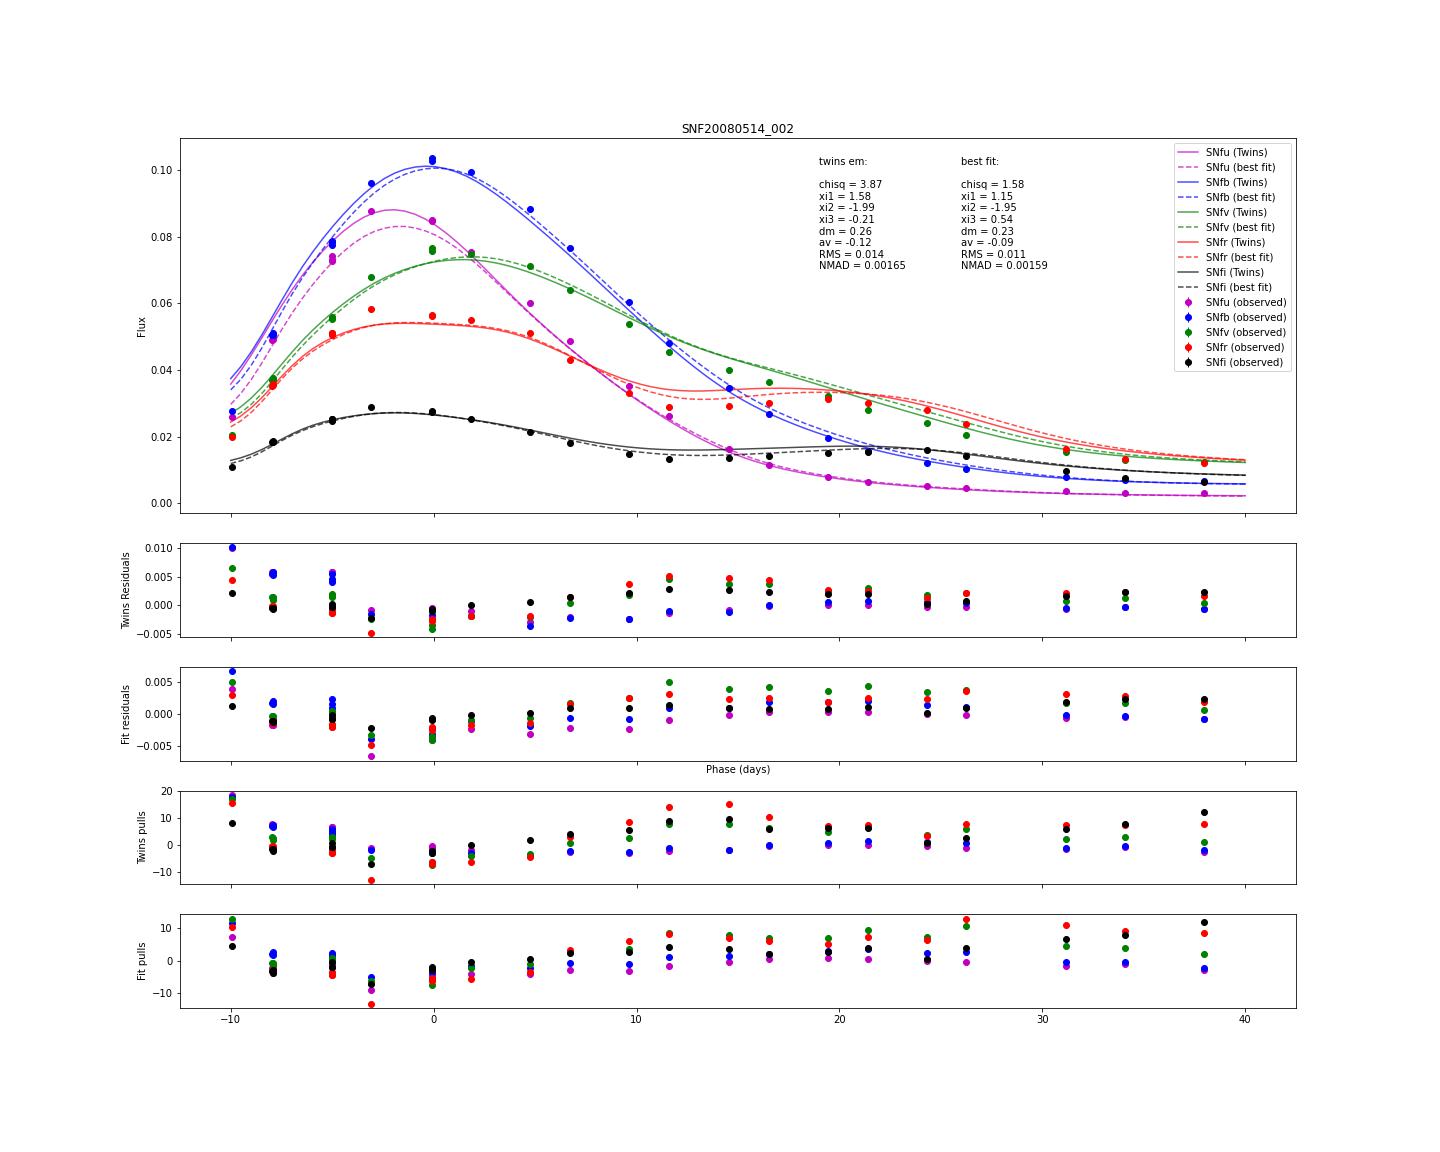 SNF20080514_002
Flux
0.10
0.08
0.06
0.04
0.02
0.00
twins em:
chisq = 3.87
xi1 = 1.58
xi2 = -1.99
xi3 = -0.21
dm = 0.26
av = -0.12
RMS = 0.014
NMAD = 0.00165
best fit:
chisq = 1.58
xi1 = 1.15
xi2 = -1.95
xi3 = 0.54
dm = 0.23
av = -0.09
RMS = 0.011
NMAD = 0.00159
SNfu (Twins)
SNfu (best fit)
SNfb (Twins)
SNfb (best fit)
SNfv (Twins)
SNfv (best fit)
SNfr (Twins)
SNfr (best fit)
SNfi (Twins)
SNfi (best fit)
SNfu (observed)
SNfb (observed)
SNfv (observed)
SNfr (observed)
SNfi (observed)
Twins Residuals
0.010
0.005
0.000
−0.005
Fit residuals
0.005
0.000
−0.005
Phase (days)
Twins pulls
20
10
0
−10
Fit pulls
10
0
−10
−10 0 10 20 30 40